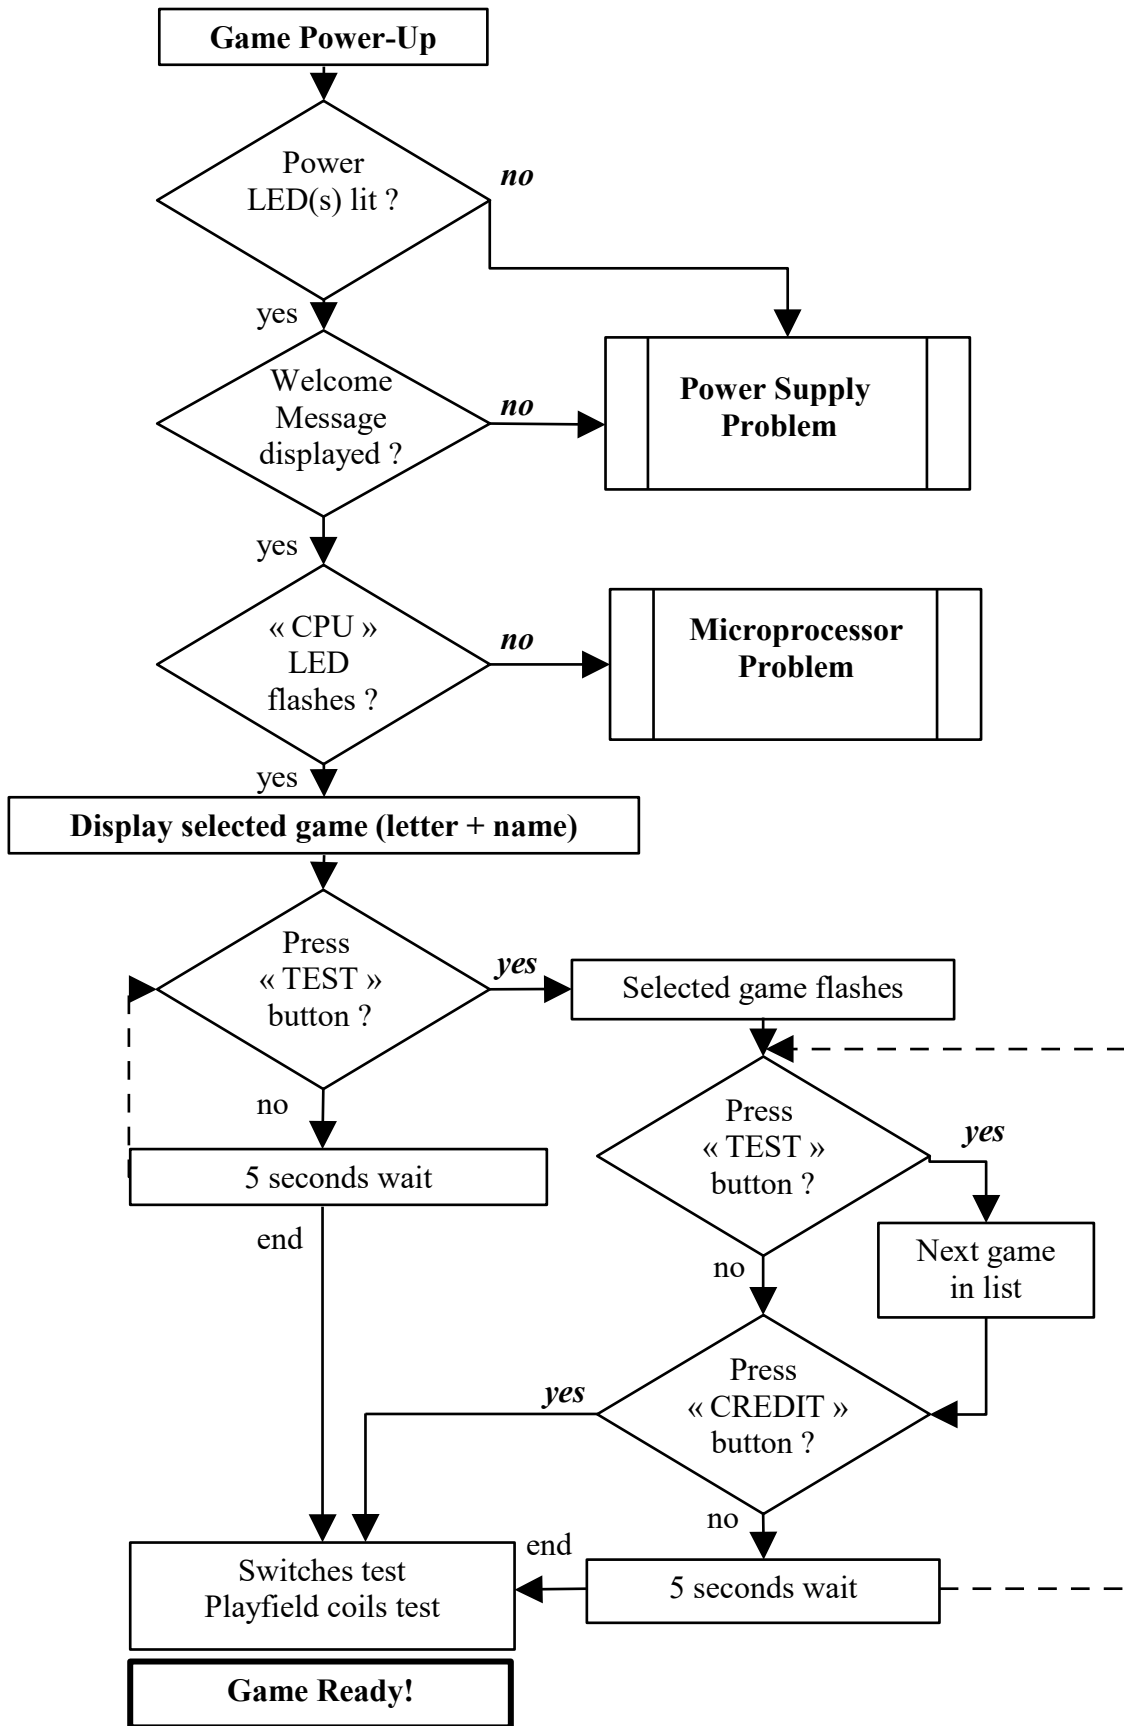 Game Power-Up
Power
LED(s) lit ?
no
yes
Welcome
Message
displayed ?
no
Power Supply
Problem
yes
« CPU »
LED
flashes ?
no
Microprocessor
Problem
yes
Display selected game (letter + name)
Press
« TEST »
button ?
yes
Selected game flashes
no
5 seconds wait
end
Press
« TEST »
button ?
yes
Next game
in list
no
Press
« CREDIT »
button ?
yes
no
end
5 seconds wait
Switches test
Playfield coils test
Game Ready!